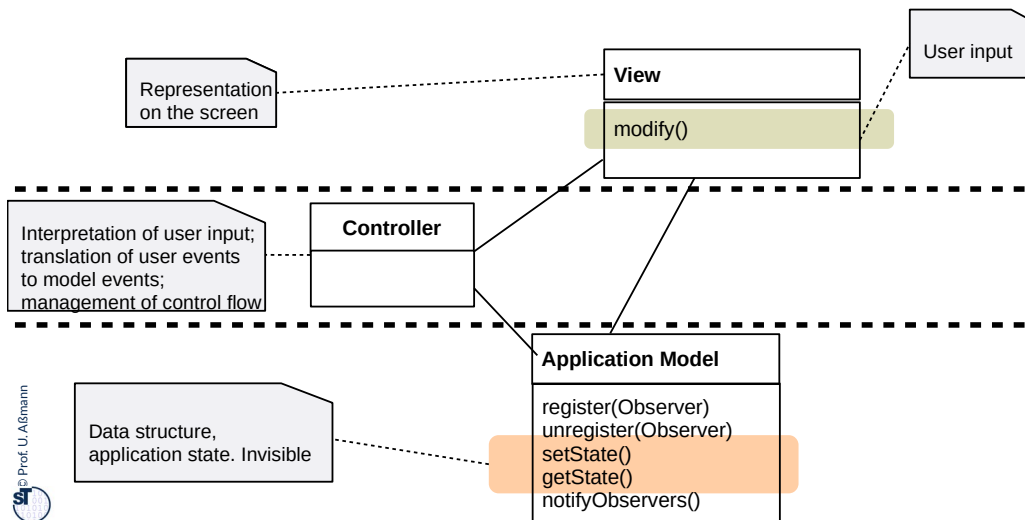 View
User input
Representation
on the screen
modify()
Controller
Interpretation of user input;
translation of user events
to model events;
management of control flow
Application Model
register(Observer)
unregister(Observer)
setState()
getState()
notifyObservers()
Data structure,
application state. Invisible
© Prof. U. Aßmann
ST